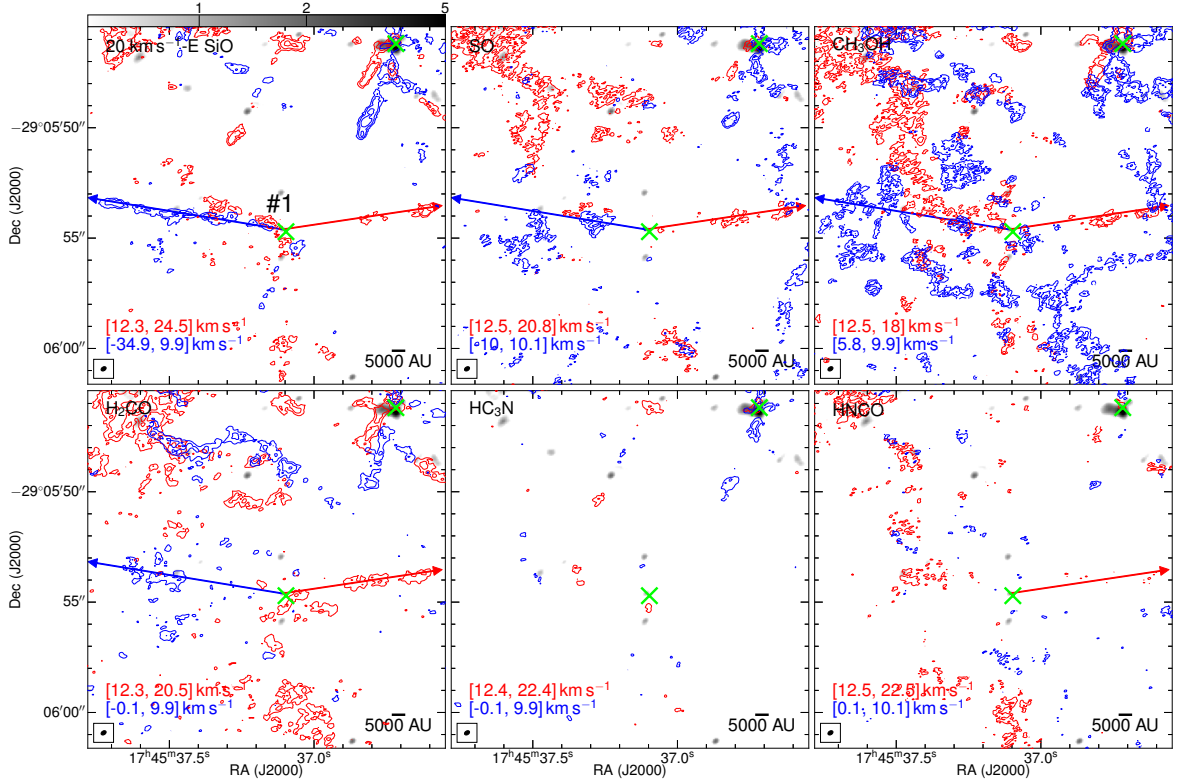 1 2 5
20 km s⁻¹-E SiO
SO
CH₃OH
−29°05′50″
#1
55″
[12.3, 24.5] km s⁻¹
[12.5, 20.8] km s⁻¹
[12.5, 18] km s⁻¹
[-34.9, 9.9] km s⁻¹
[-10, 10.1] km s⁻¹
[5.8, 9.9] km s⁻¹
06′00″
5000 AU
5000 AU
5000 AU
Dec (J2000)
H₂CO
HC₃N
HNCO
−29°05′50″
55″
[12.3, 20.5] km s⁻¹
[12.4, 22.4] km s⁻¹
[12.5, 22.5] km s⁻¹
[-0.1, 9.9] km s⁻¹
[-0.1, 9.9] km s⁻¹
[0.1, 10.1] km s⁻¹
06′00″
5000 AU
5000 AU
5000 AU
Dec (J2000)
17ʰ45ᵐ37.5ˢ 37.0ˢ
17ʰ45ᵐ37.5ˢ 37.0ˢ
17ʰ45ᵐ37.5ˢ 37.0ˢ
RA (J2000)
RA (J2000)
RA (J2000)